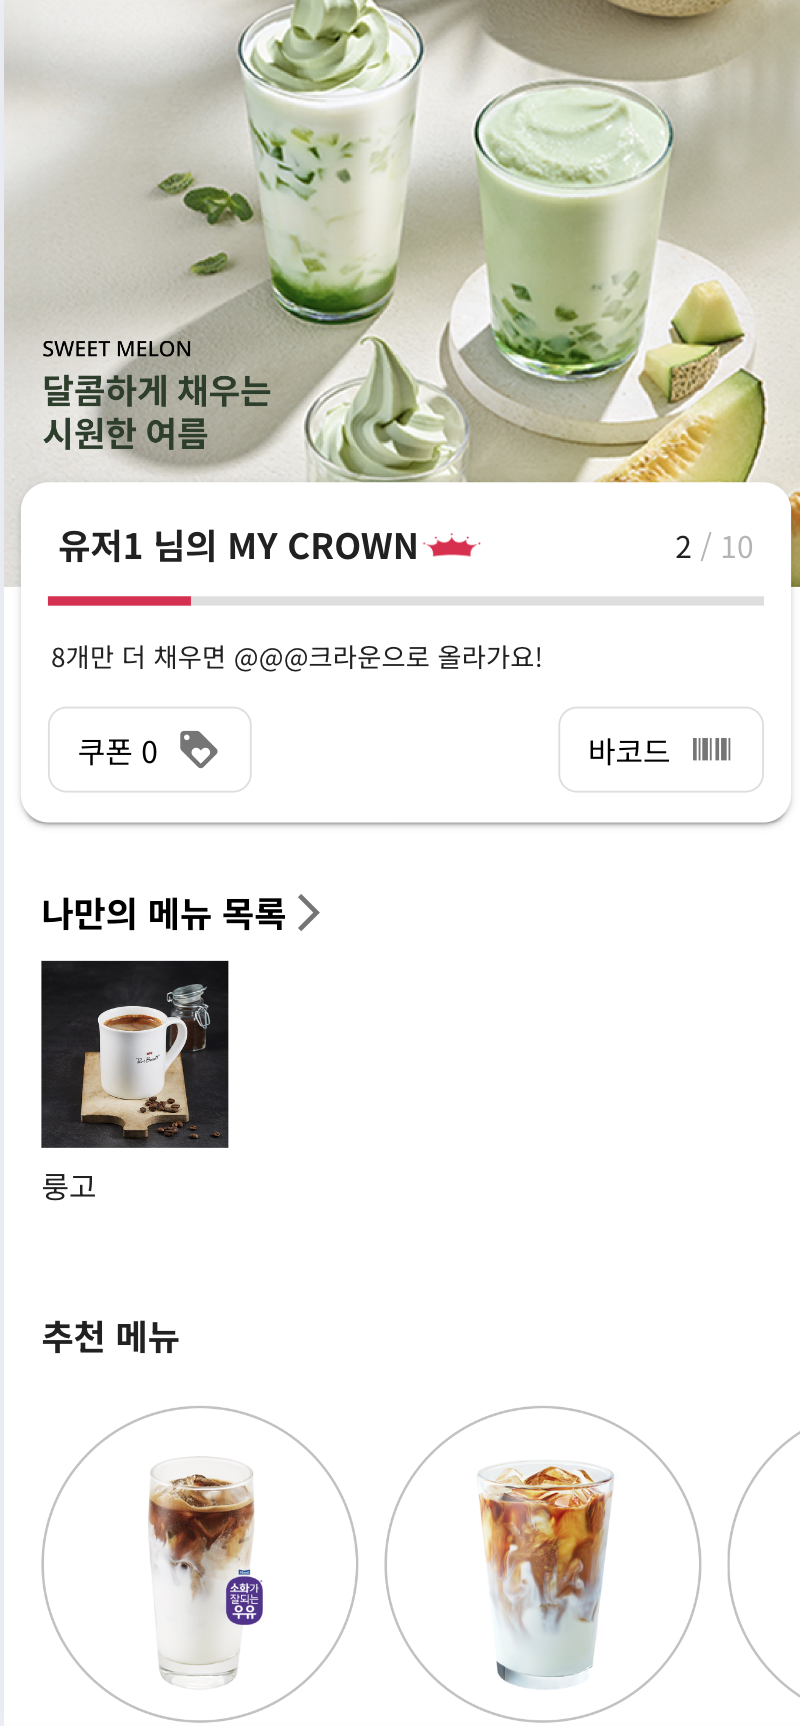 SWEET MELON
달콤하게 채우는
시원한 여름
유저1 님의 MY CROWN
2 / 10
8개만 더 채우면 @@@크라운으로 올라가요!
쿠폰 0
바코드
나만의 메뉴 목록
룽고
추천 메뉴
소화가
잘되는
우유